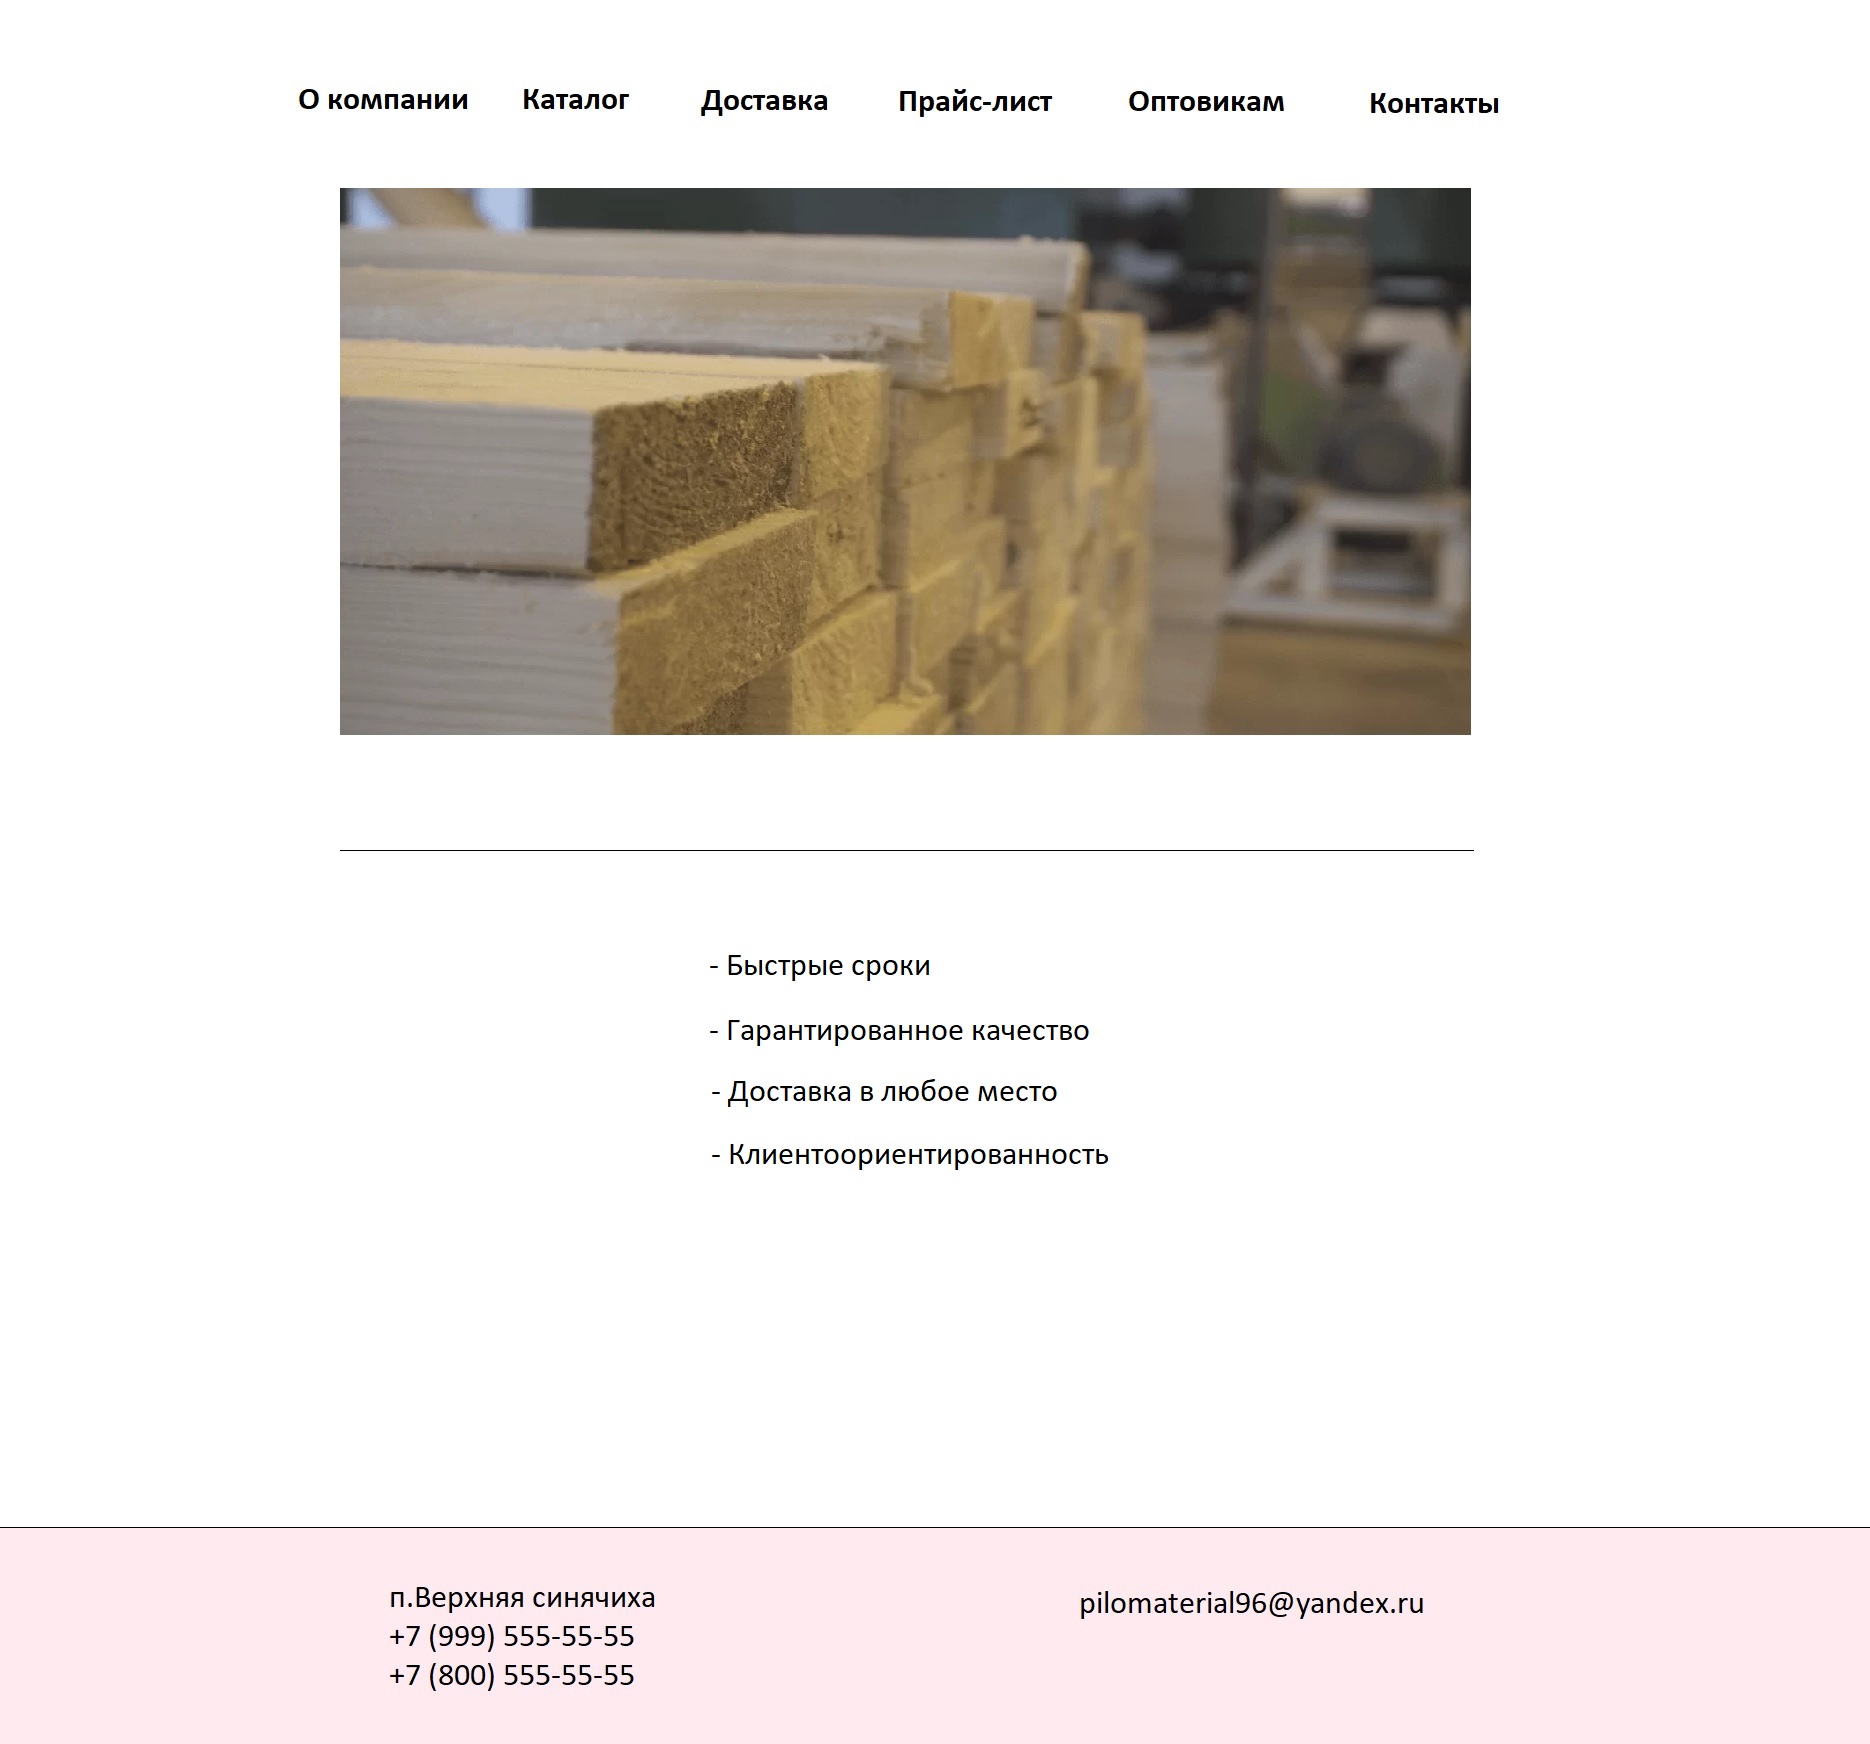 О компании Каталог Доставка Прайс-лист Оптовикам Контакты
- Быстрые сроки
- Гарантированное качество
- Доставка в любое место
- Клиентоориентированность
п.Верхняя синячиха
+7 (999) 555-55-55
+7 (800) 555-55-55
pilomaterial96@yandex.ru